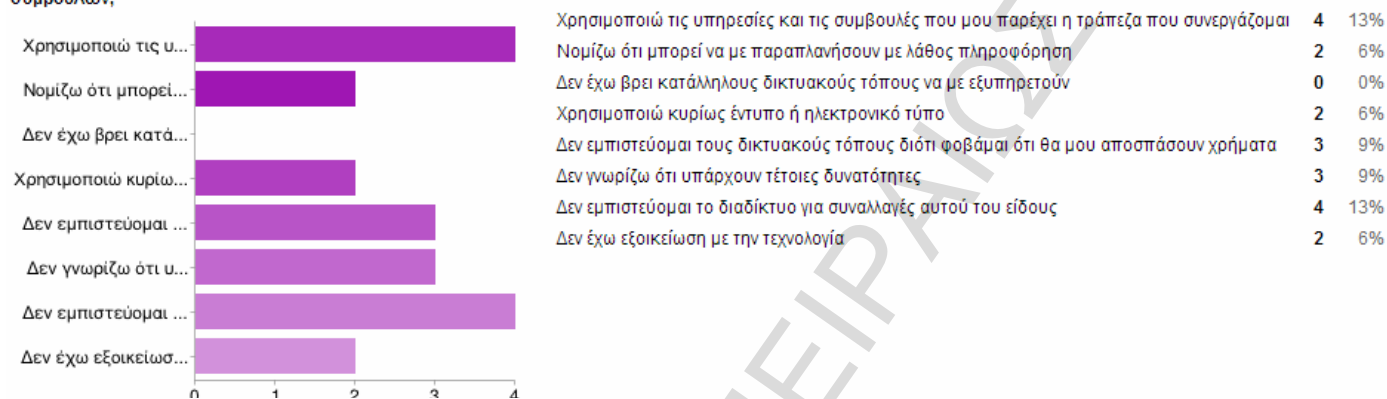 συμβουλών;
Χρησιμοποιώ τις υ...
Νομίζω ότι μπορεί...
Δεν έχω βρει κατά...
Χρησιμοποιώ κυρίω...
Δεν εμπιστεύομαι ...
Δεν γνωρίζω ότι υ...
Δεν εμπιστεύομαι ...
Δεν έχω εξοικείωσ...
0 1 2 3 4
Χρησιμοποιώ τις υπηρεσίες και τις συμβουλές που μου παρέχει η τράπεζα που συνεργάζομαι 4 13%
Νομίζω ότι μπορεί να με παραπλανήσουν με λάθος πληροφόρηση 2 6%
Δεν έχω βρει κατάλληλους δικτυακούς τόπους να με εξυπηρετούν 0 0%
Χρησιμοποιώ κυρίως έντυπο ή ηλεκτρονικό τύπο 2 6%
Δεν εμπιστεύομαι τους δικτυακούς τόπους διότι φοβάμαι ότι θα μου αποσπάσουν χρήματα 3 9%
Δεν γνωρίζω ότι υπάρχουν τέτοιες δυνατότητες 3 9%
Δεν εμπιστεύομαι το διαδίκτυο για συναλλαγές αυτού του είδους 4 13%
Δεν έχω εξοικείωση με την τεχνολογία 2 6%
ΠΕΙΡΑΙΩΣ